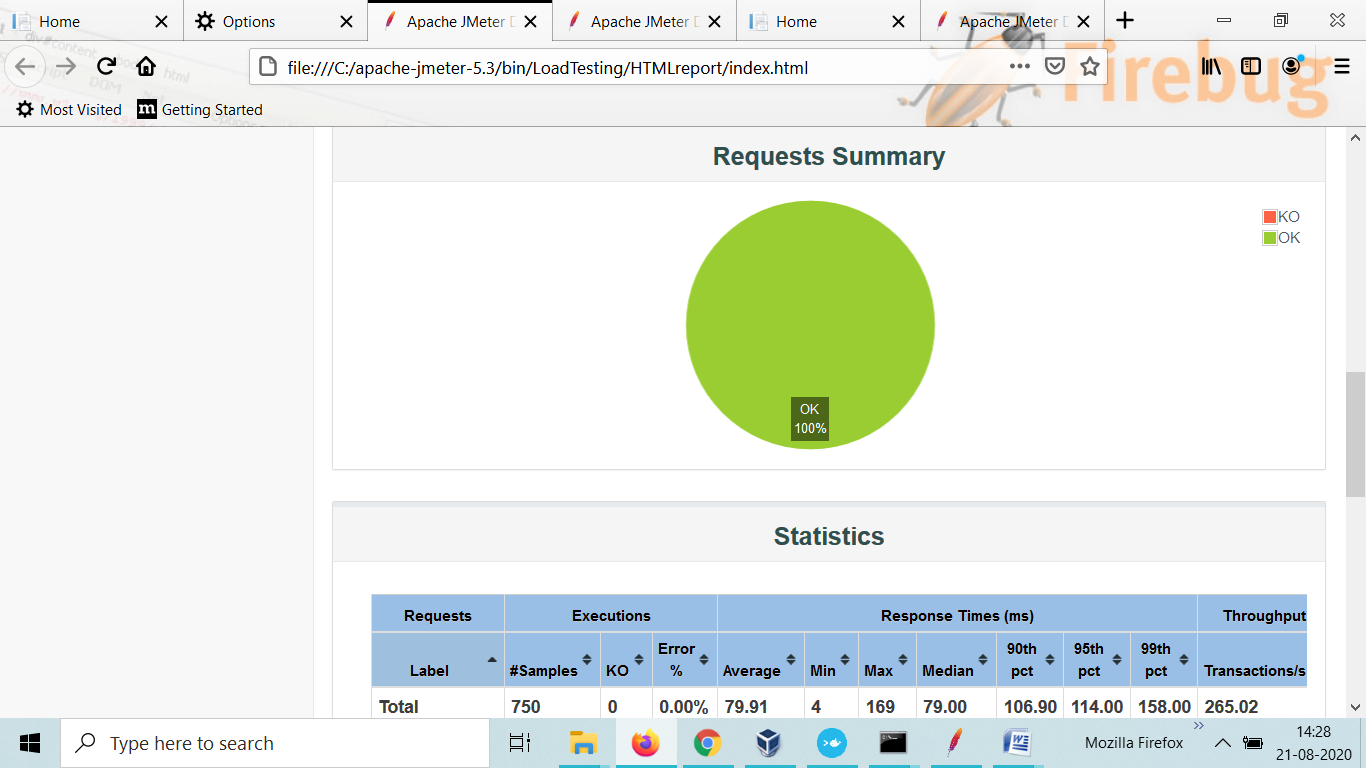 Home
Options
Apache JMeter D
Apache JMeter D
Home
Apache JMeter D
file:///C:/apache-jmeter-5.3/bin/LoadTesting/HTMLreport/index.html
Firebug
Most Visited
m Getting Started
Requests Summary
KO
OK
OK
100%
Statistics
Requests Executions Response Times (ms) Throughput
Label #Samples KO Error % Average Min Max Median 90th pct 95th pct 99th pct Transactions/s
Total 750 0 0.00% 79.91 4 169 79.00 106.90 114.00 158.00 265.02
Type here to search
Mozilla Firefox
14:28
21-08-2020